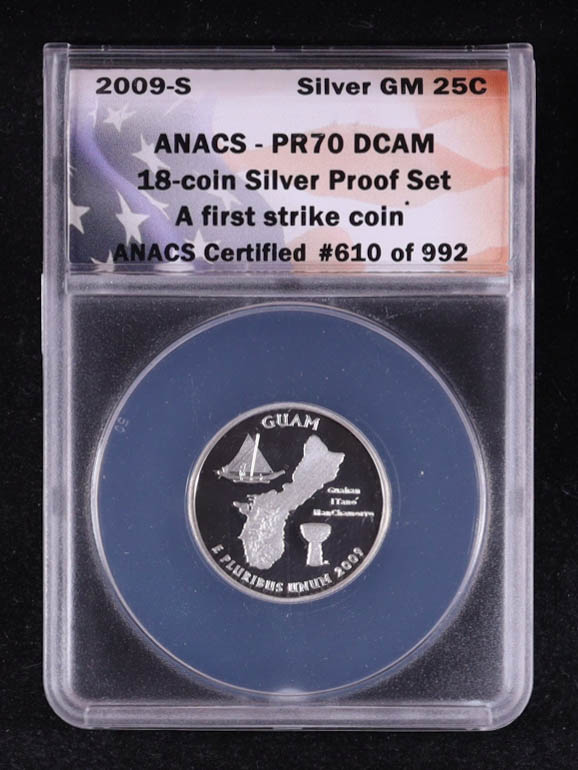 2009-S Silver GM 25C
ANACS - PR70 DCAM
18-coin Silver Proof Set
A first strike coin
ANACS Certified #610 of 992
GUAM
Guahan
I Tano'
ManChamorro
E PLURIBUS UNUM 2009